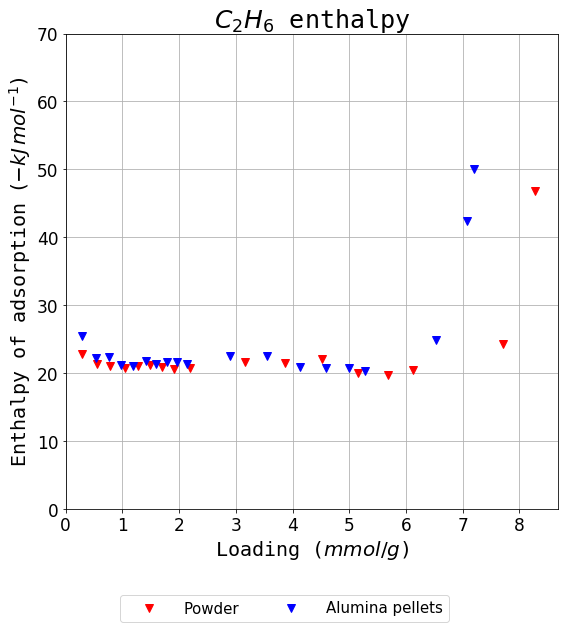 C₂H₆ enthalpy
70
60
50
40
30
20
10
0
Enthalpy of adsorption (−kJ mol⁻¹)
0 1 2 3 4 5 6 7 8
Loading (mmol/g)
Powder Alumina pellets